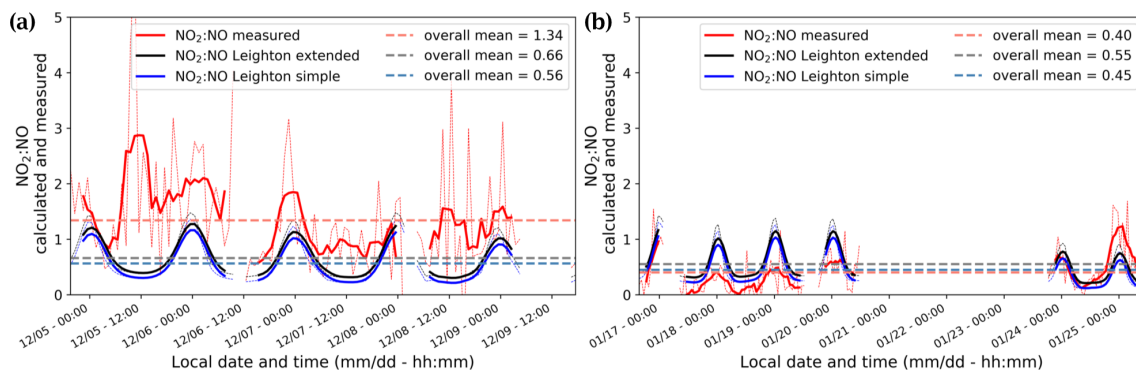 (a)
5
4
3
2
1
0
NO₂:NO
calculated and measured
NO₂:NO measured
NO₂:NO Leighton extended
NO₂:NO Leighton simple
overall mean = 1.34
overall mean = 0.66
overall mean = 0.56
12/05 - 00:00
12/05 - 12:00
12/06 - 00:00
12/06 - 12:00
12/07 - 00:00
12/07 - 12:00
12/08 - 00:00
12/08 - 12:00
12/09 - 00:00
12/09 - 12:00
Local date and time (mm/dd - hh:mm)
(b)
5
4
3
2
1
0
NO₂:NO
calculated and measured
NO₂:NO measured
NO₂:NO Leighton extended
NO₂:NO Leighton simple
overall mean = 0.40
overall mean = 0.55
overall mean = 0.45
01/17 - 00:00
01/18 - 00:00
01/19 - 00:00
01/20 - 00:00
01/21 - 00:00
01/22 - 00:00
01/23 - 00:00
01/24 - 00:00
01/25 - 00:00
Local date and time (mm/dd - hh:mm)